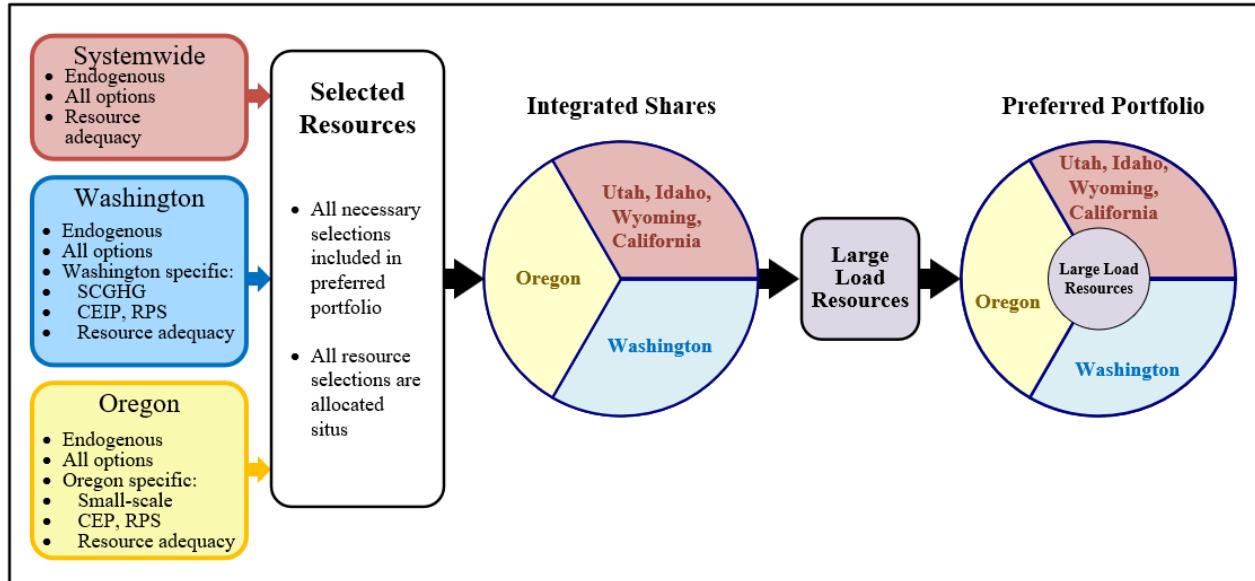 Systemwide
• Endogenous
• All options
• Resource
adequacy
Washington
• Endogenous
• All options
• Washington specific:
• SCGHG
• CEIP, RPS
• Resource adequacy
Oregon
• Endogenous
• All options
• Oregon specific:
• Small-scale
• CEP, RPS
• Resource adequacy
Selected
Resources
• All necessary
selections
included in
preferred
portfolio
• All resource
selections are
allocated
situs
Integrated Shares
Utah, Idaho,
Wyoming,
California
Oregon
Washington
Large
Load
Resources
Preferred Portfolio
Utah, Idaho,
Wyoming,
California
Large Load
Resources
Oregon
Washington